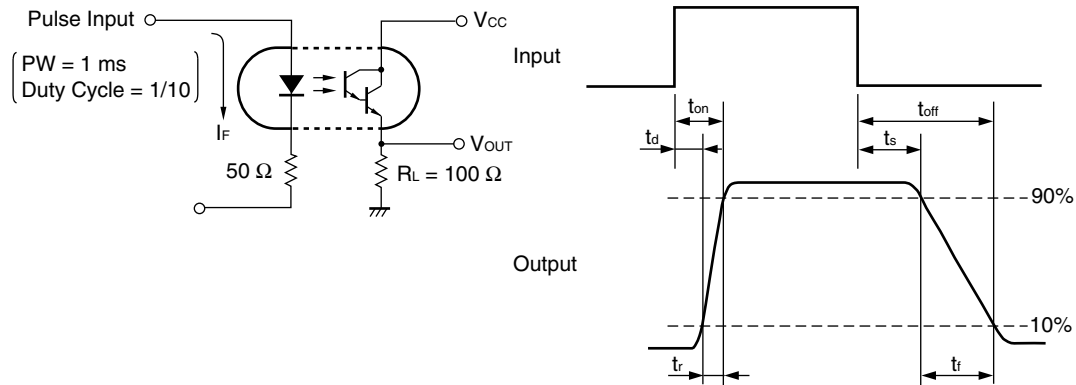 Pulse Input
PW = 1 ms
Duty Cycle = 1/10
IF
50 Ω
VCC
VOUT
RL = 100 Ω
Input
ton
toff
td
ts
90%
Output
10%
tr
tf